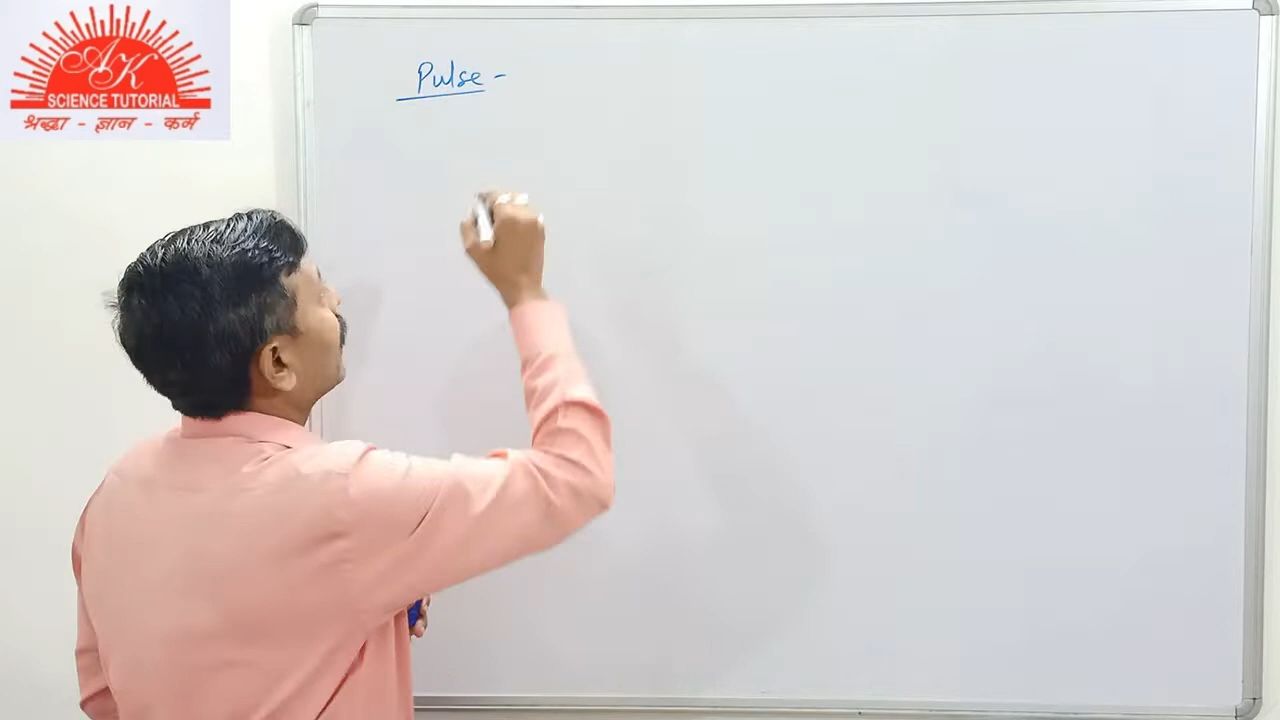 AK
SCIENCE TUTORIAL
श्रद्धा - ज्ञान - कर्म
Pulse -